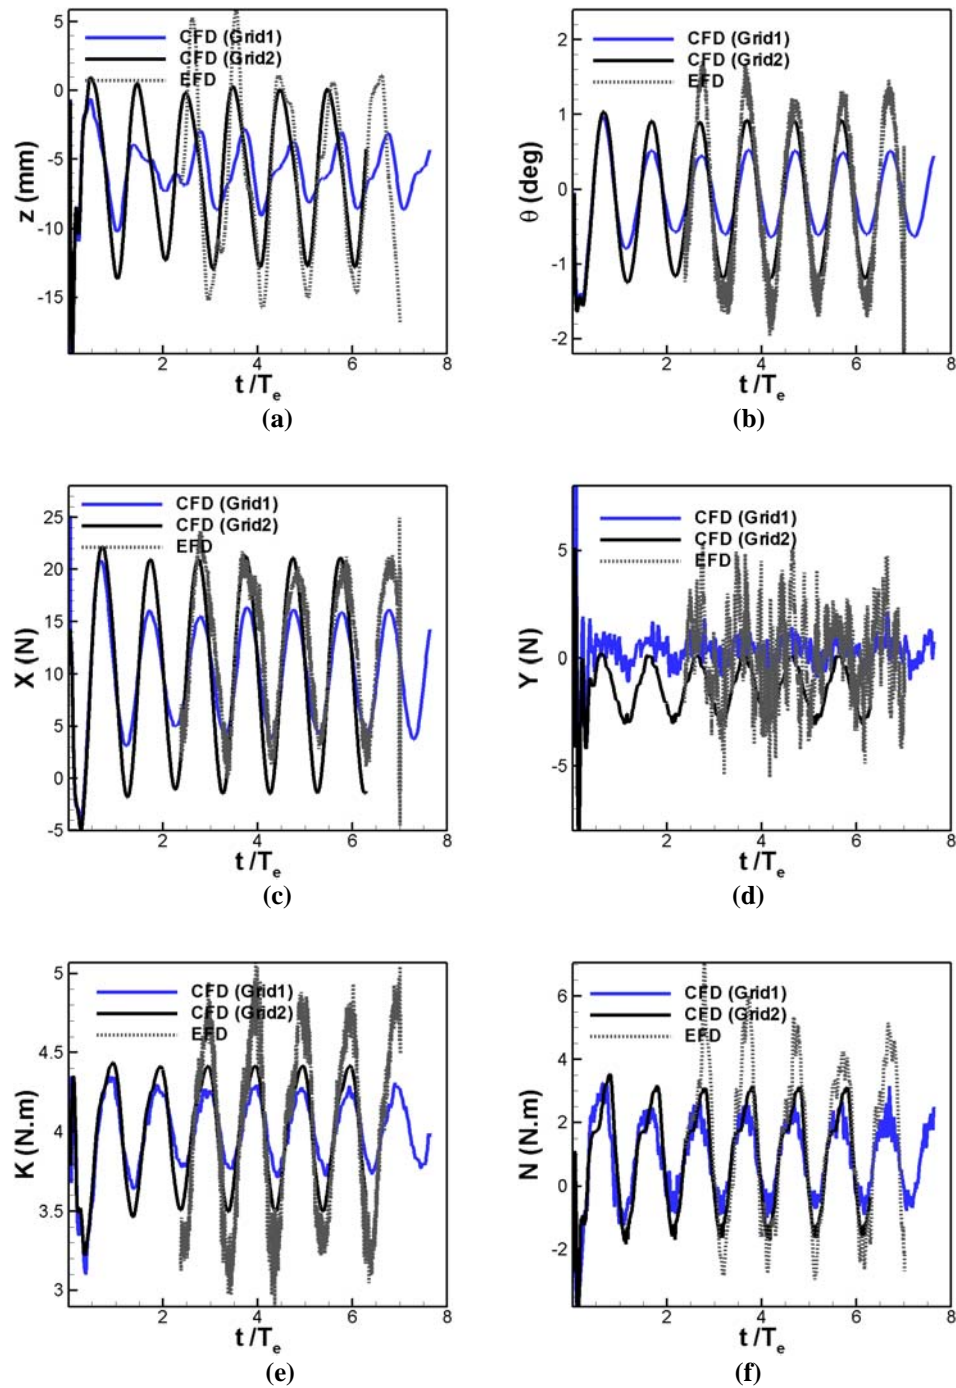 CFD (Grid1)
CFD (Grid2)
EFD
5
0
-5
-10
-15
z (mm)
2 4 6 8
t /Te
(a)
CFD (Grid1)
CFD (Grid2)
EFD
2
1
0
-1
-2
θ (deg)
2 4 6 8
t /Te
(b)
CFD (Grid1)
CFD (Grid2)
EFD
25
20
15
10
5
0
-5
X (N)
2 4 6 8
t /Te
(c)
CFD (Grid1)
CFD (Grid2)
EFD
5
0
-5
Y (N)
2 4 6 8
t /Te
(d)
CFD (Grid1)
CFD (Grid2)
EFD
5
4.5
4
3.5
3
K (N.m)
2 4 6 8
t /Te
(e)
CFD (Grid1)
CFD (Grid2)
EFD
6
4
2
0
-2
N (N.m)
2 4 6 8
t /Te
(f)